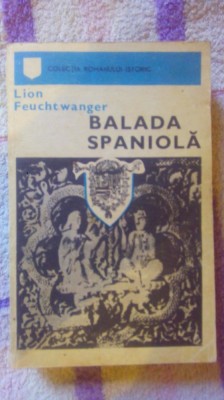 COLECȚIA ROMANULUI ISTORIC
Lion
Feuchtwanger
BALADA
SPANIOLĂ